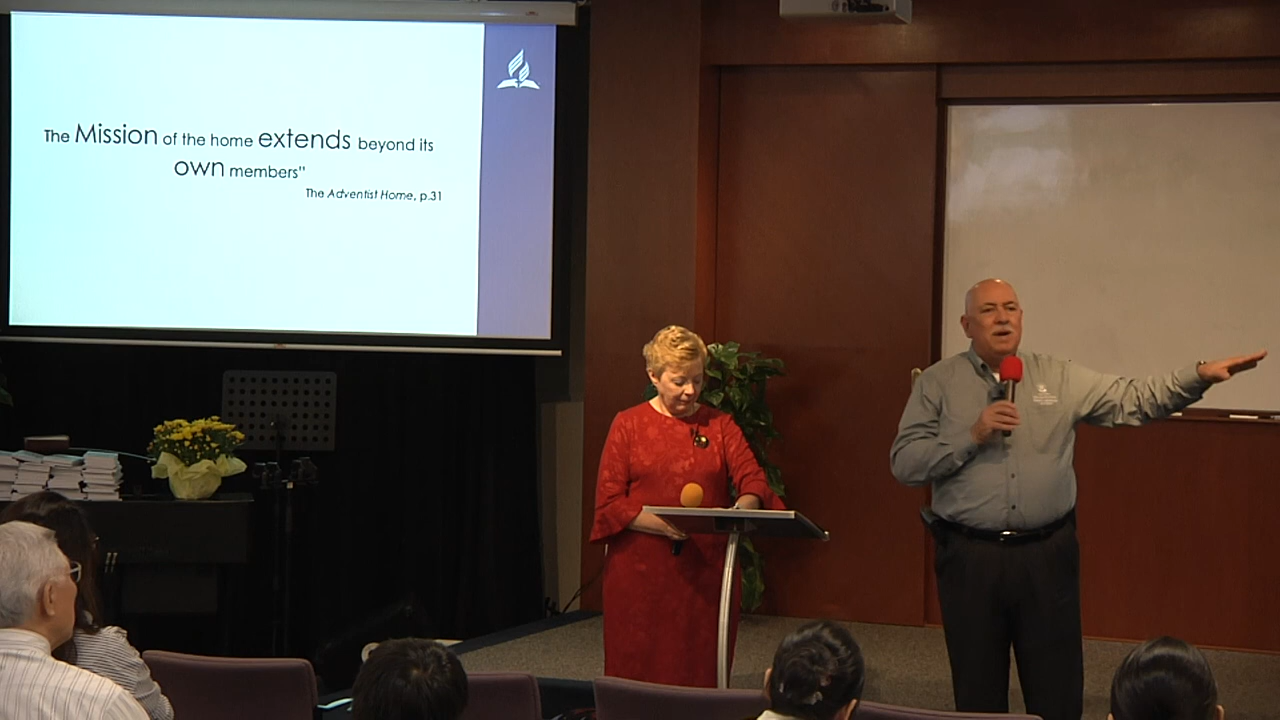 The Mission of the home extends beyond its
own members”
The Adventist Home, p.31